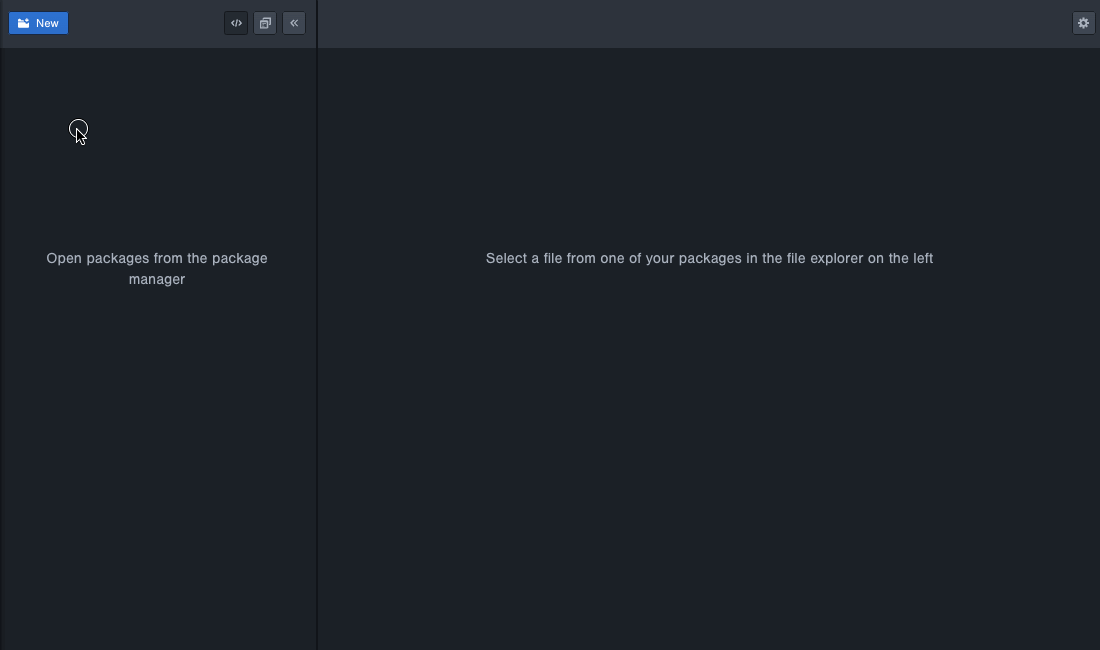 New
Open packages from the package
manager
Select a file from one of your packages in the file explorer on the left